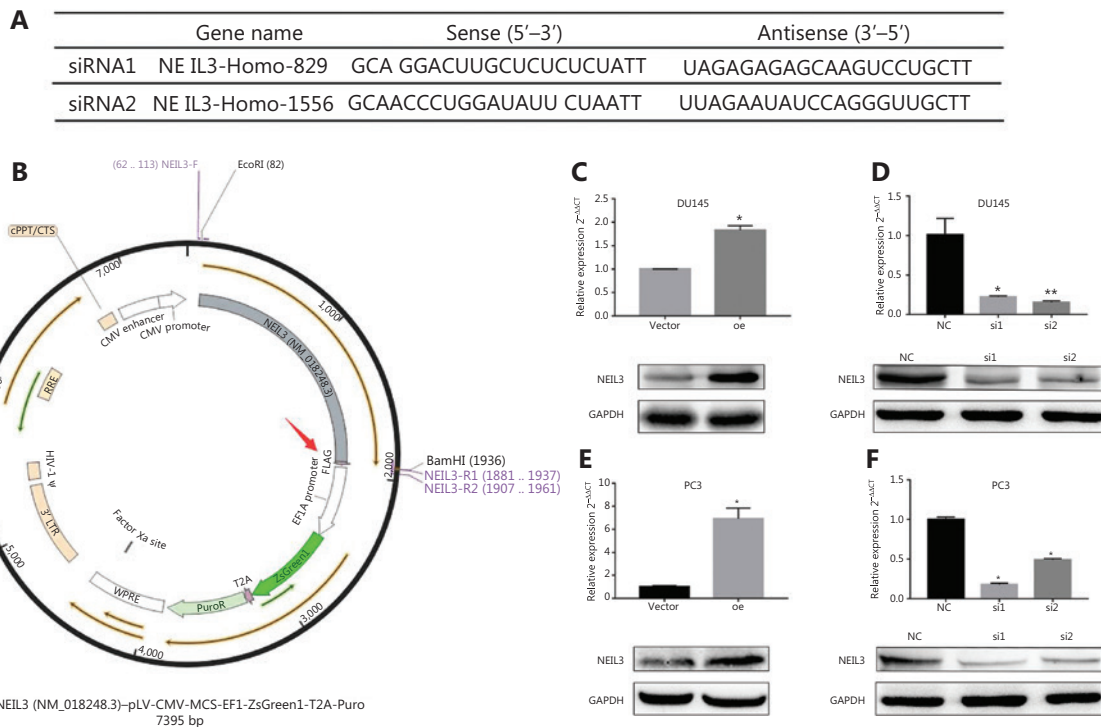 A
Gene name Sense (5′–3′) Antisense (3′–5′)
siRNA1 NE IL3-Homo-829 GCA GGACUUGCUCUCUCUAUU UAGAGAGAGCAAGUCCUGCTT
siRNA2 NE IL3-Homo-1556 GCAACCCUGGAUAUU CUAATT UUAGAAUAUCCAGGGUUGCTT
B
(62 .. 113) NEIL3-F
EcoRI (82)
cPPT/CTS
7,000
1,000
CMV enhancer
CMV promoter
NEIL3 (NM_018248.3)
RRE
FLAG
EF1A promoter
2,000
BamHI (1936)
NEIL3-R1 (1881 .. 1937)
NEIL3-R2 (1907 .. 1961)
HIV-1 ψ
3′ LTR
Factor Xa site
5,000
ZsGreen1
T2A
PuroR
WPRE
3,000
4,000
NEIL3 (NM_018248.3)–pLV-CMV-MCS-EF1-ZsGreen1-T2A-Puro
7395 bp
C
DU145
Relative expression 2−ΔΔCT
2.5
2.0
1.5
1.0
0.5
0.0
*
Vector oe
NEIL3
GAPDH
D
DU145
Relative expression 2−ΔΔCT
1.5
1.0
0.5
0.0
* **
NC si1 si2
NC si1 si2
NEIL3
GAPDH
E
PC3
Relative expression 2−ΔΔCT
10
8
6
4
2
0
*
Vector oe
NEIL3
GAPDH
F
PC3
Relative expression 2−ΔΔCT
1.5
1.0
0.5
0.0
* *
NC si1 si2
NC si1 si2
NEIL3
GAPDH